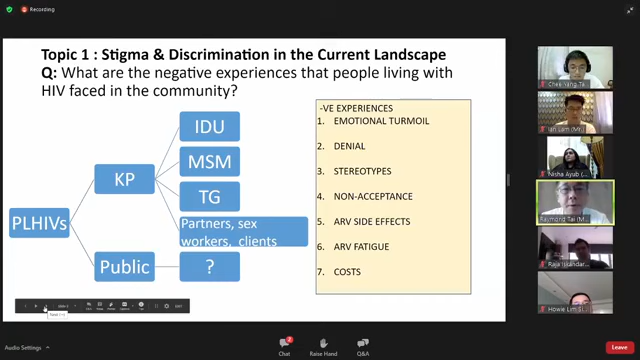 Recording
Topic 1 : Stigma & Discrimination in the Current Landscape
Q: What are the negative experiences that people living with
HIV faced in the community?
PLHIVs
KP
Public
IDU
MSM
TG
Partners, sex
workers, clients
?
-VE EXPERIENCES
1. EMOTIONAL TURMOIL
2. DENIAL
3. STEREOTYPES
4. NON-ACCEPTANCE
5. ARV SIDE EFFECTS
6. ARV FATIGUE
7. COSTS
Ian Lam (Mr.)
Nisha Ayub (
Raymond Tai (M...
Audio Settings
2
Chat
Raise Hand
Q&A
Leave